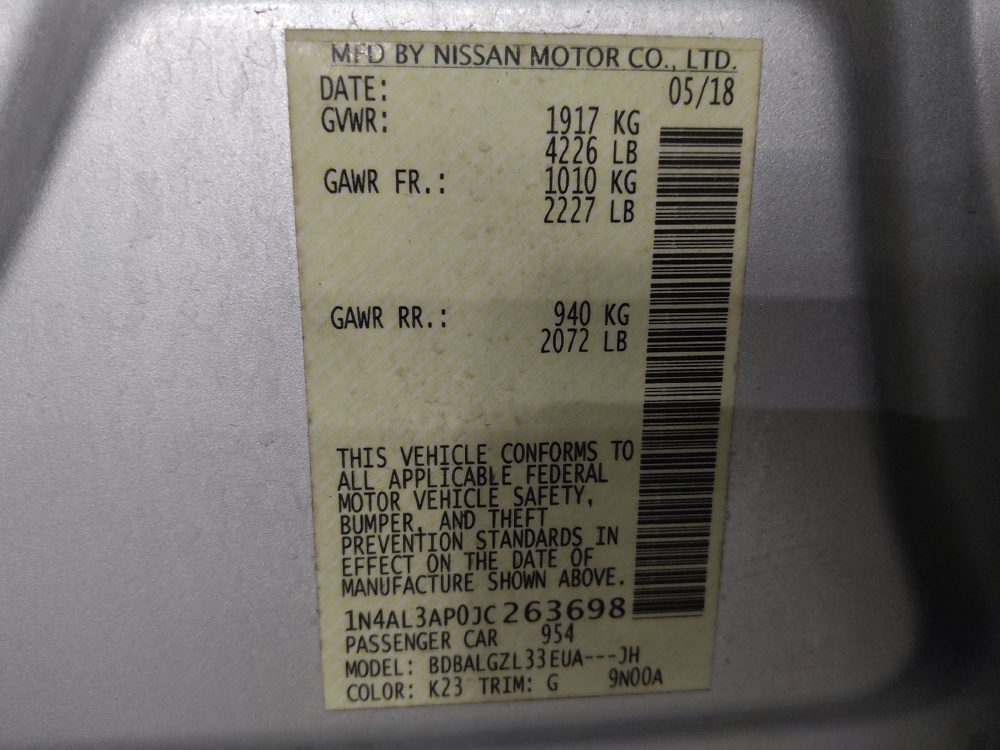 MFD BY NISSAN MOTOR CO., LTD.
DATE: 05/18
GVWR: 1917 KG
4226 LB
GAWR FR.: 1010 KG
2227 LB
GAWR RR.: 940 KG
2072 LB
THIS VEHICLE CONFORMS TO
ALL APPLICABLE FEDERAL
MOTOR VEHICLE SAFETY,
BUMPER, AND THEFT
PREVENTION STANDARDS IN
EFFECT ON THE DATE OF
MANUFACTURE SHOWN ABOVE.
1N4AL3AP0JC263698
PASSENGER CAR 954
MODEL: BDBALGZL33EUA---JH
COLOR: K23 TRIM: G 9N00A